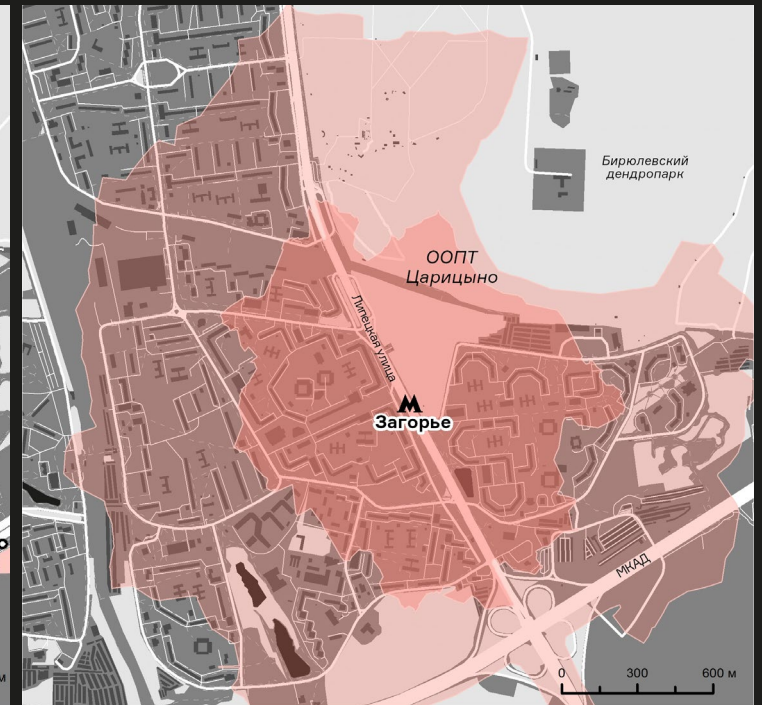 Бирюлевский
дендропарк
ООПТ
Царицыно
Липецкая улица
Загорье
МКАД
0 300 600 м